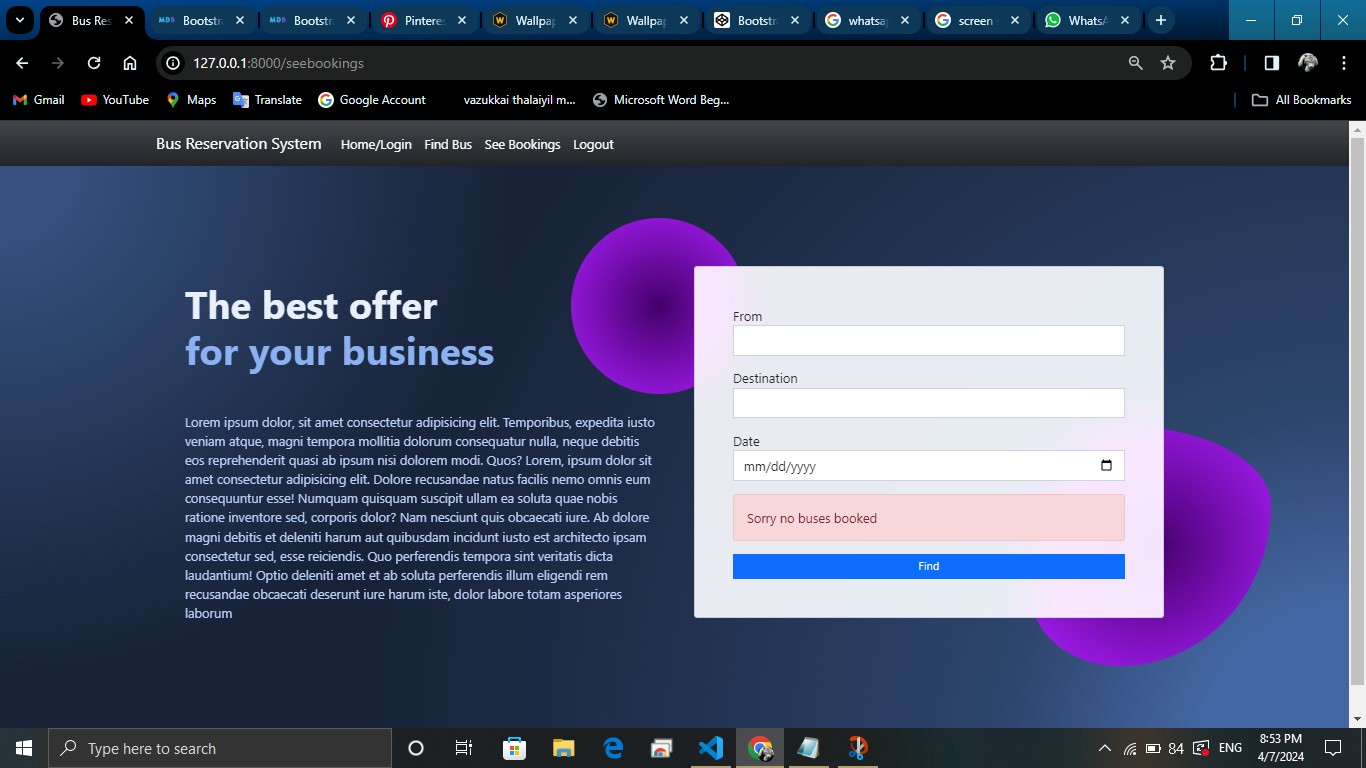 Bus Res
Bootstra
Bootstra
Pinteres
Wallpap
Wallpap
Bootstra
whatsap
screen s
WhatsA
127.0.0.1:8000/seebookings
Gmail
YouTube
Maps
Translate
Google Account
vazukkai thalaiyil m...
Microsoft Word Beg...
All Bookmarks
Bus Reservation System
Home/Login
Find Bus
See Bookings
Logout
The best offer
for your business
Lorem ipsum dolor, sit amet consectetur adipisicing elit. Temporibus, expedita iusto
veniam atque, magni tempora mollitia dolorum consequatur nulla, neque debitis
eos reprehenderit quasi ab ipsum nisi dolorem modi. Quos? Lorem, ipsum dolor sit
amet consectetur adipisicing elit. Dolore recusandae natus facilis nemo omnis eum
consequuntur esse! Numquam quisquam suscipit ullam ea soluta quae nobis
ratione inventore sed, corporis dolor? Nam nesciunt quis obcaecati iure. Ab dolore
magni debitis et deleniti harum aut quibusdam incidunt iusto est architecto ipsam
consectetur sed, esse reiciendis. Quo perferendis tempora sint veritatis dicta
laudantium! Optio deleniti amet et ab soluta perferendis illum eligendi rem
recusandae obcaecati deserunt iure harum iste, dolor labore totam asperiores
laborum
From
Destination
Date
mm/dd/yyyy
Sorry no buses booked
Find
Type here to search
84
ENG
8:53 PM
4/7/2024